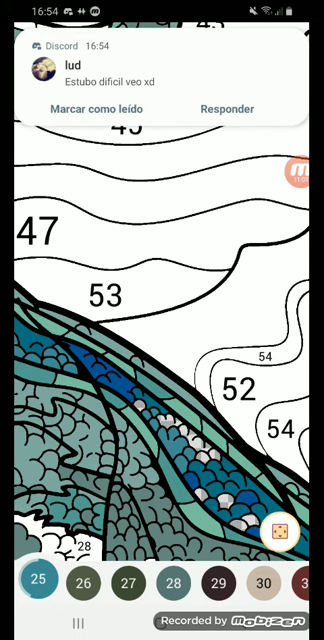 16:54
Discord 16:54
lud
Estubo dificil veo xd
Marcar como leído Responder
45
47
53
54
52
54
28
25 26 27 28 29 30 3
Recorded by Mobizen